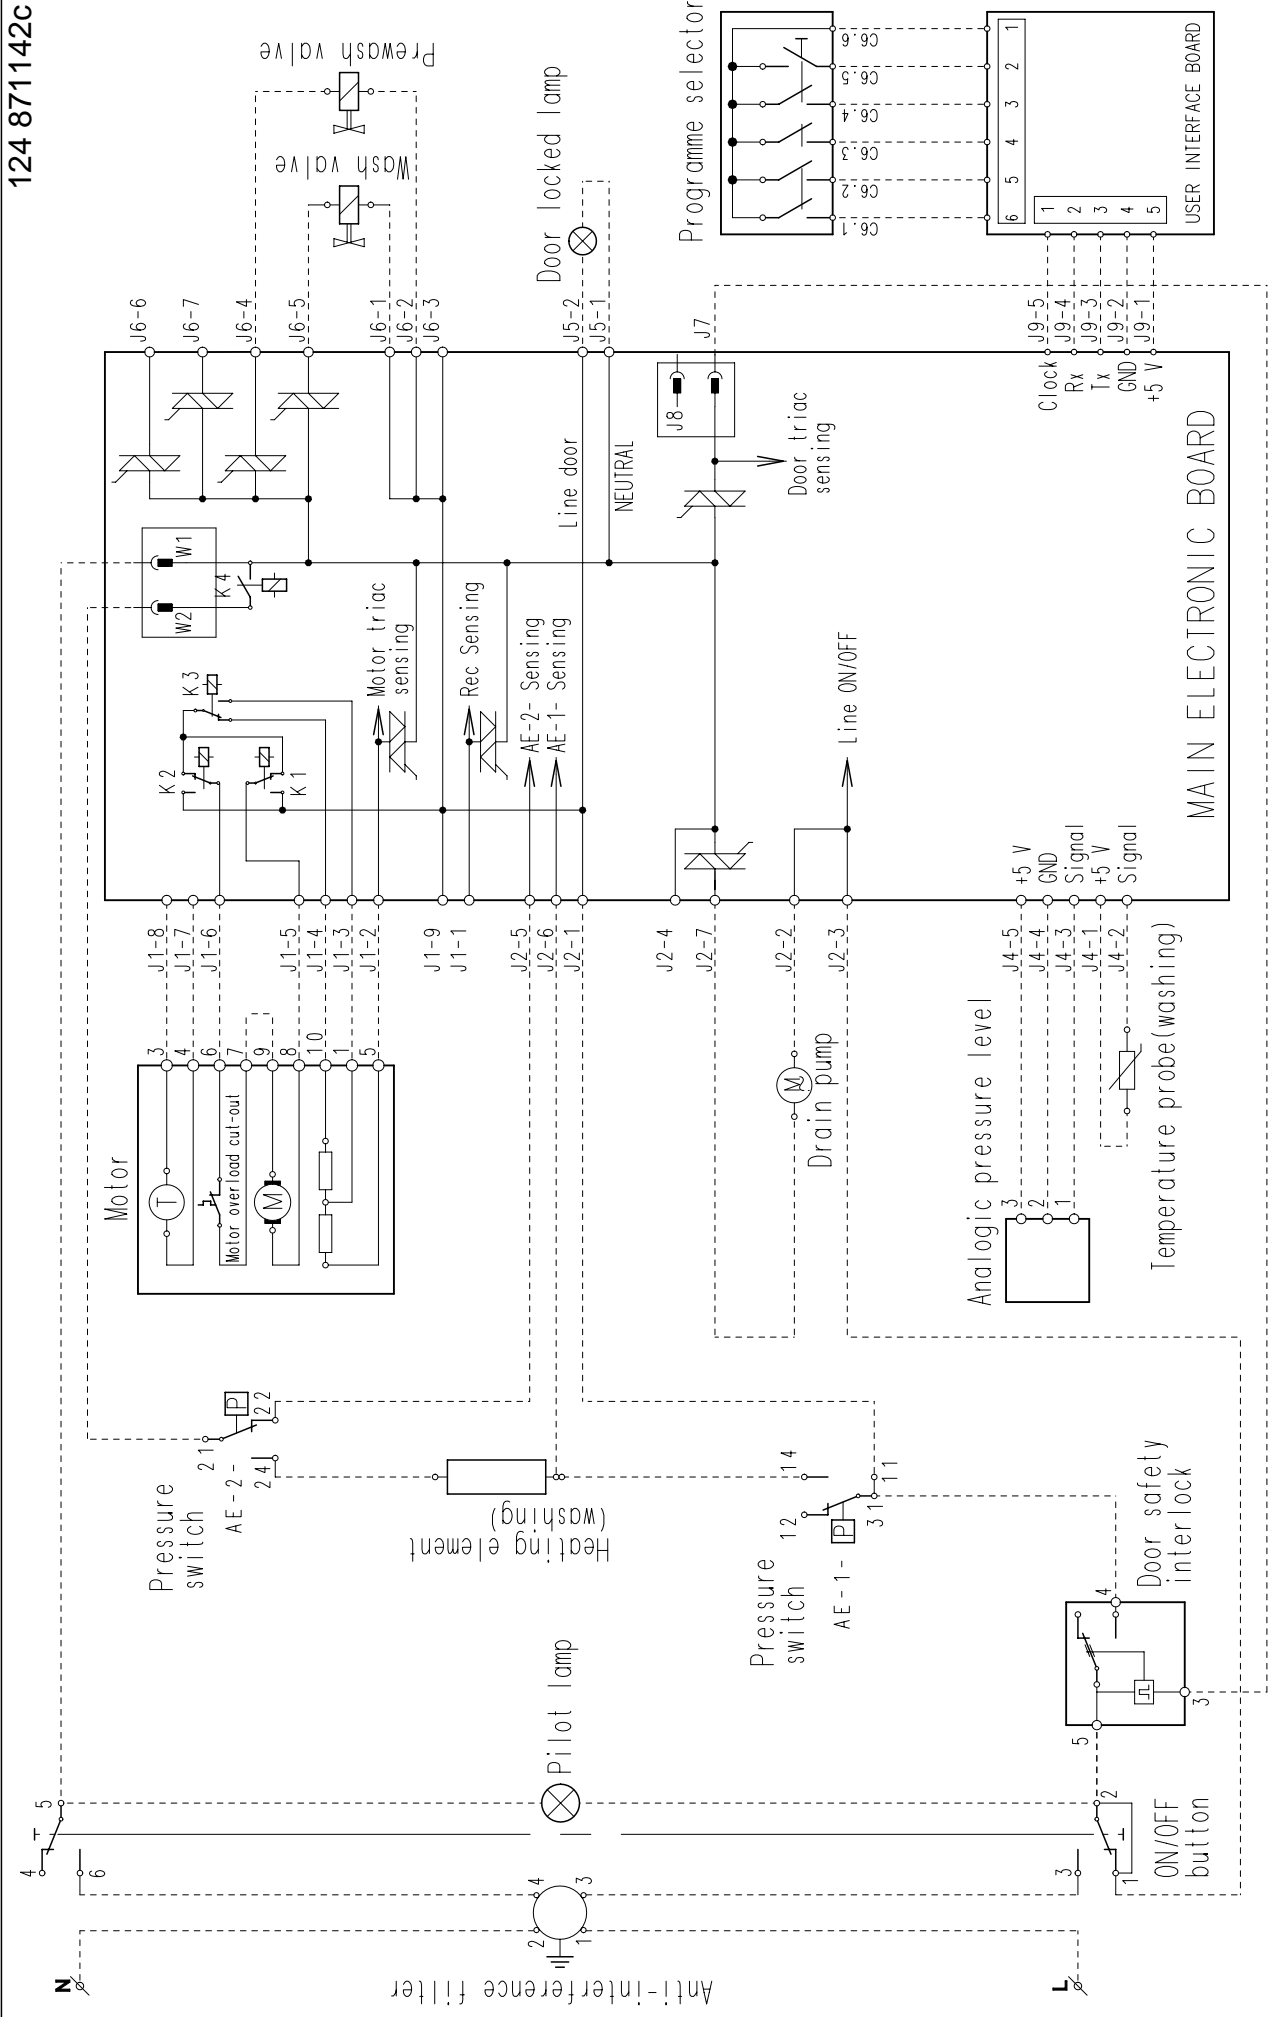 124 871142c
Prewash valve
Wash valve
Door locked lamp
Programme selector
C6.6
C6.5
C6.4
C6.3
C6.2
C6.1
1
2
3
4
5
6
1
2
3
4
5
USER INTERFACE BOARD
J6-6
J6-7
J6-4
J6-5
J6-1
J6-2
J6-3
J5-2
J5-1
J7
J9-5
J9-4
J9-3
J9-2
J9-1
Clock
Rx
Tx
GND
+5 V
J8
Door triac
sensing
Line door
NEUTRAL
W1
W2
K4
K3
K2
K1
Motor triac
sensing
Rec Sensing
AE-2- Sensing
AE-1- Sensing
Line ON/OFF
MAIN ELECTRONIC BOARD
+5 V
GND
Signal
+5 V
Signal
J1-8
J1-7
J1-6
J1-5
J1-4
J1-3
J1-2
J1-9
J1-1
J2-5
J2-6
J2-1
J2-4
J2-7
J2-2
J2-3
J4-5
J4-4
J4-3
J4-1
J4-2
3
4
6
7
9
8
10
1
5
Motor
T
Motor overload cut-out
M
M
Drain pump
Analogic pressure level
3
2
1
Temperature probe(washing)
P
21
22
24
Pressure
switch
AE-2-
Heating element
(washing)
14
12
11
31
P
Pressure
switch
AE-1-
Door safety
interlock
4
5
3
Pilot lamp
5
4
6
2
3
1
ON/OFF
button
4
3
2
1
Anti-interference filter
N
L